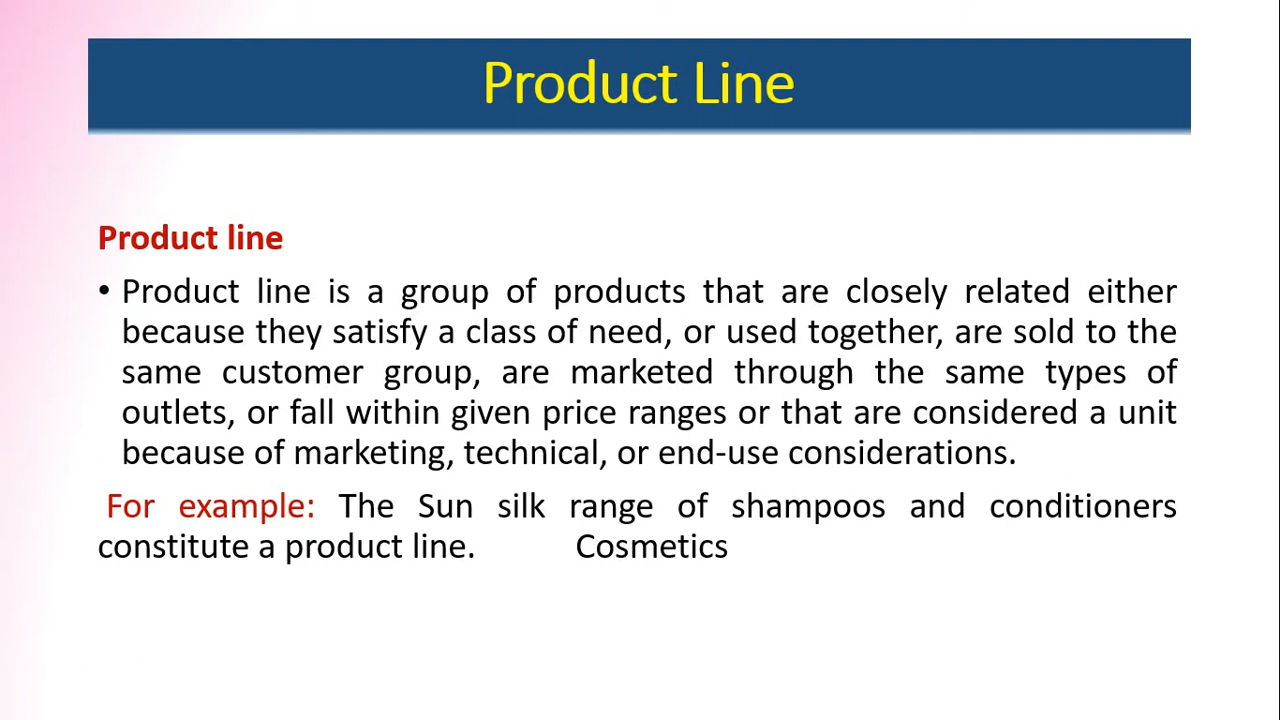 Product Line
Product line
• Product line is a group of products that are closely related either
because they satisfy a class of need, or used together, are sold to the
same customer group, are marketed through the same types of
outlets, or fall within given price ranges or that are considered a unit
because of marketing, technical, or end-use considerations.
For example: The Sun silk range of shampoos and conditioners
constitute a product line. Cosmetics